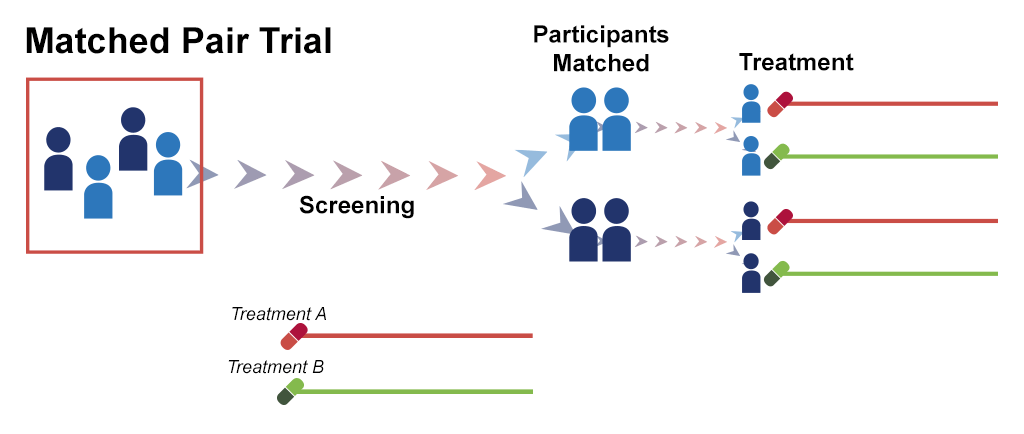 Matched Pair Trial
Participants
Matched
Treatment
Screening
Treatment A
Treatment B